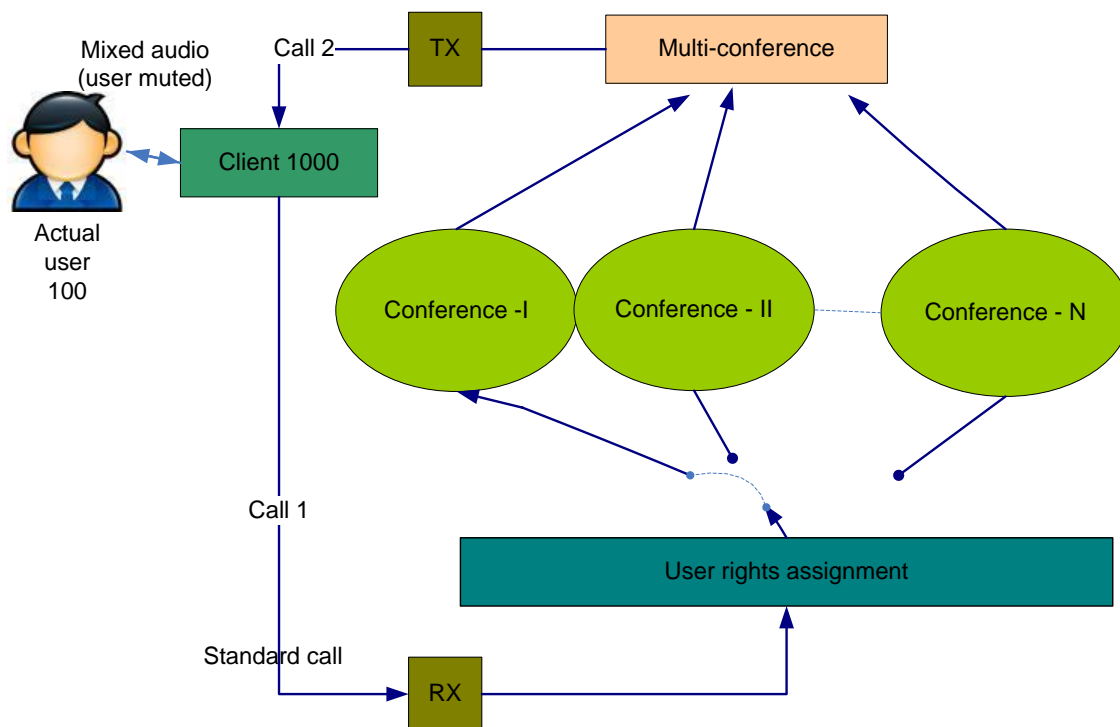 Call 2
TX
Multi-conference
Mixed audio
(user muted)
Client 1000
Actual
user
100
Conference -I
Conference - II
Conference - N
Call 1
User rights assignment
Standard call
RX